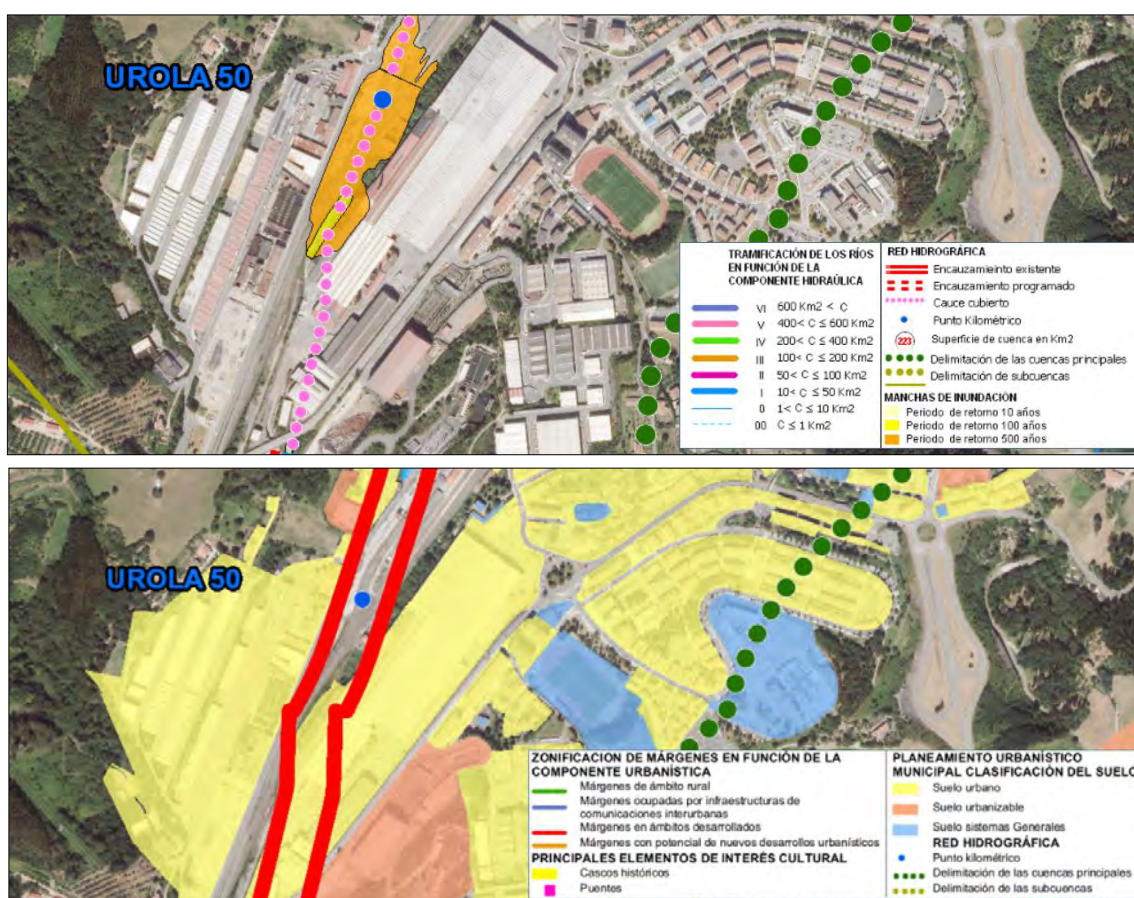 UROLA 50
TRAMIFICACIÓN DE LOS RÍOS
EN FUNCIÓN DE LA
COMPONENTE HIDRAÚLICA
VI 600 Km2 < C
V 400< C ≤ 600 Km2
IV 200< C ≤ 400 Km2
III 100< C ≤ 200 Km2
II 50< C ≤ 100 Km2
I 10< C ≤ 50 Km2
0 1< C ≤ 10 Km2
00 C ≤ 1 Km2
RED HIDROGRÁFICA
Encauzamieinto existente
Encauzamiento programado
Cauce cubierto
Punto Kilométrico
223 Superficie de cuenca en Km2
Delimitación de las cuencas principales
Delimitación de subcuencas
MANCHAS DE INUNDACIÓN
Periodo de retorno 10 años
Periodo de retorno 100 años
Periodo de retorno 500 años
UROLA 50
ZONIFICACION DE MÁRGENES EN FUNCIÓN DE LA
COMPONENTE URBANÍSTICA
Márgenes de ámbito rural
Márgenes ocupadas por infraestructuras de
comunicaciones interurbanas
Márgenes en ámbitos desarrollados
Márgenes con potencial de nuevos desarrollos urbanísticos
PRINCIPALES ELEMENTOS DE INTERÉS CULTURAL
Cascos históricos
Puentes
PLANEAMIENTO URBANÍSTICO
MUNICIPAL CLASIFICACIÓN DEL SUELO
Suelo urbano
Suelo urbanizable
Suelo sistemas Generales
RED HIDROGRÁFICA
Punto kilométrico
Delimitación de las cuencas principales
Delimitación de las subcuencas